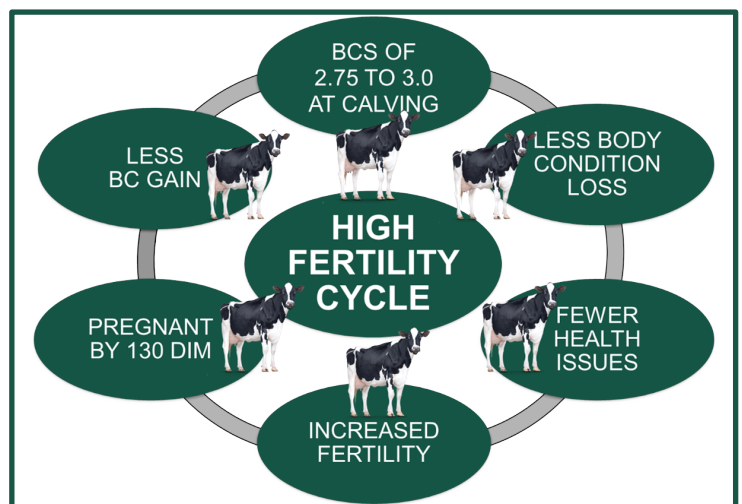 BCS OF
2.75 TO 3.0
AT CALVING
LESS BODY
CONDITION
LOSS
FEWER
HEALTH
ISSUES
INCREASED
FERTILITY
PREGNANT
BY 130 DIM
LESS
BC GAIN
HIGH
FERTILITY
CYCLE